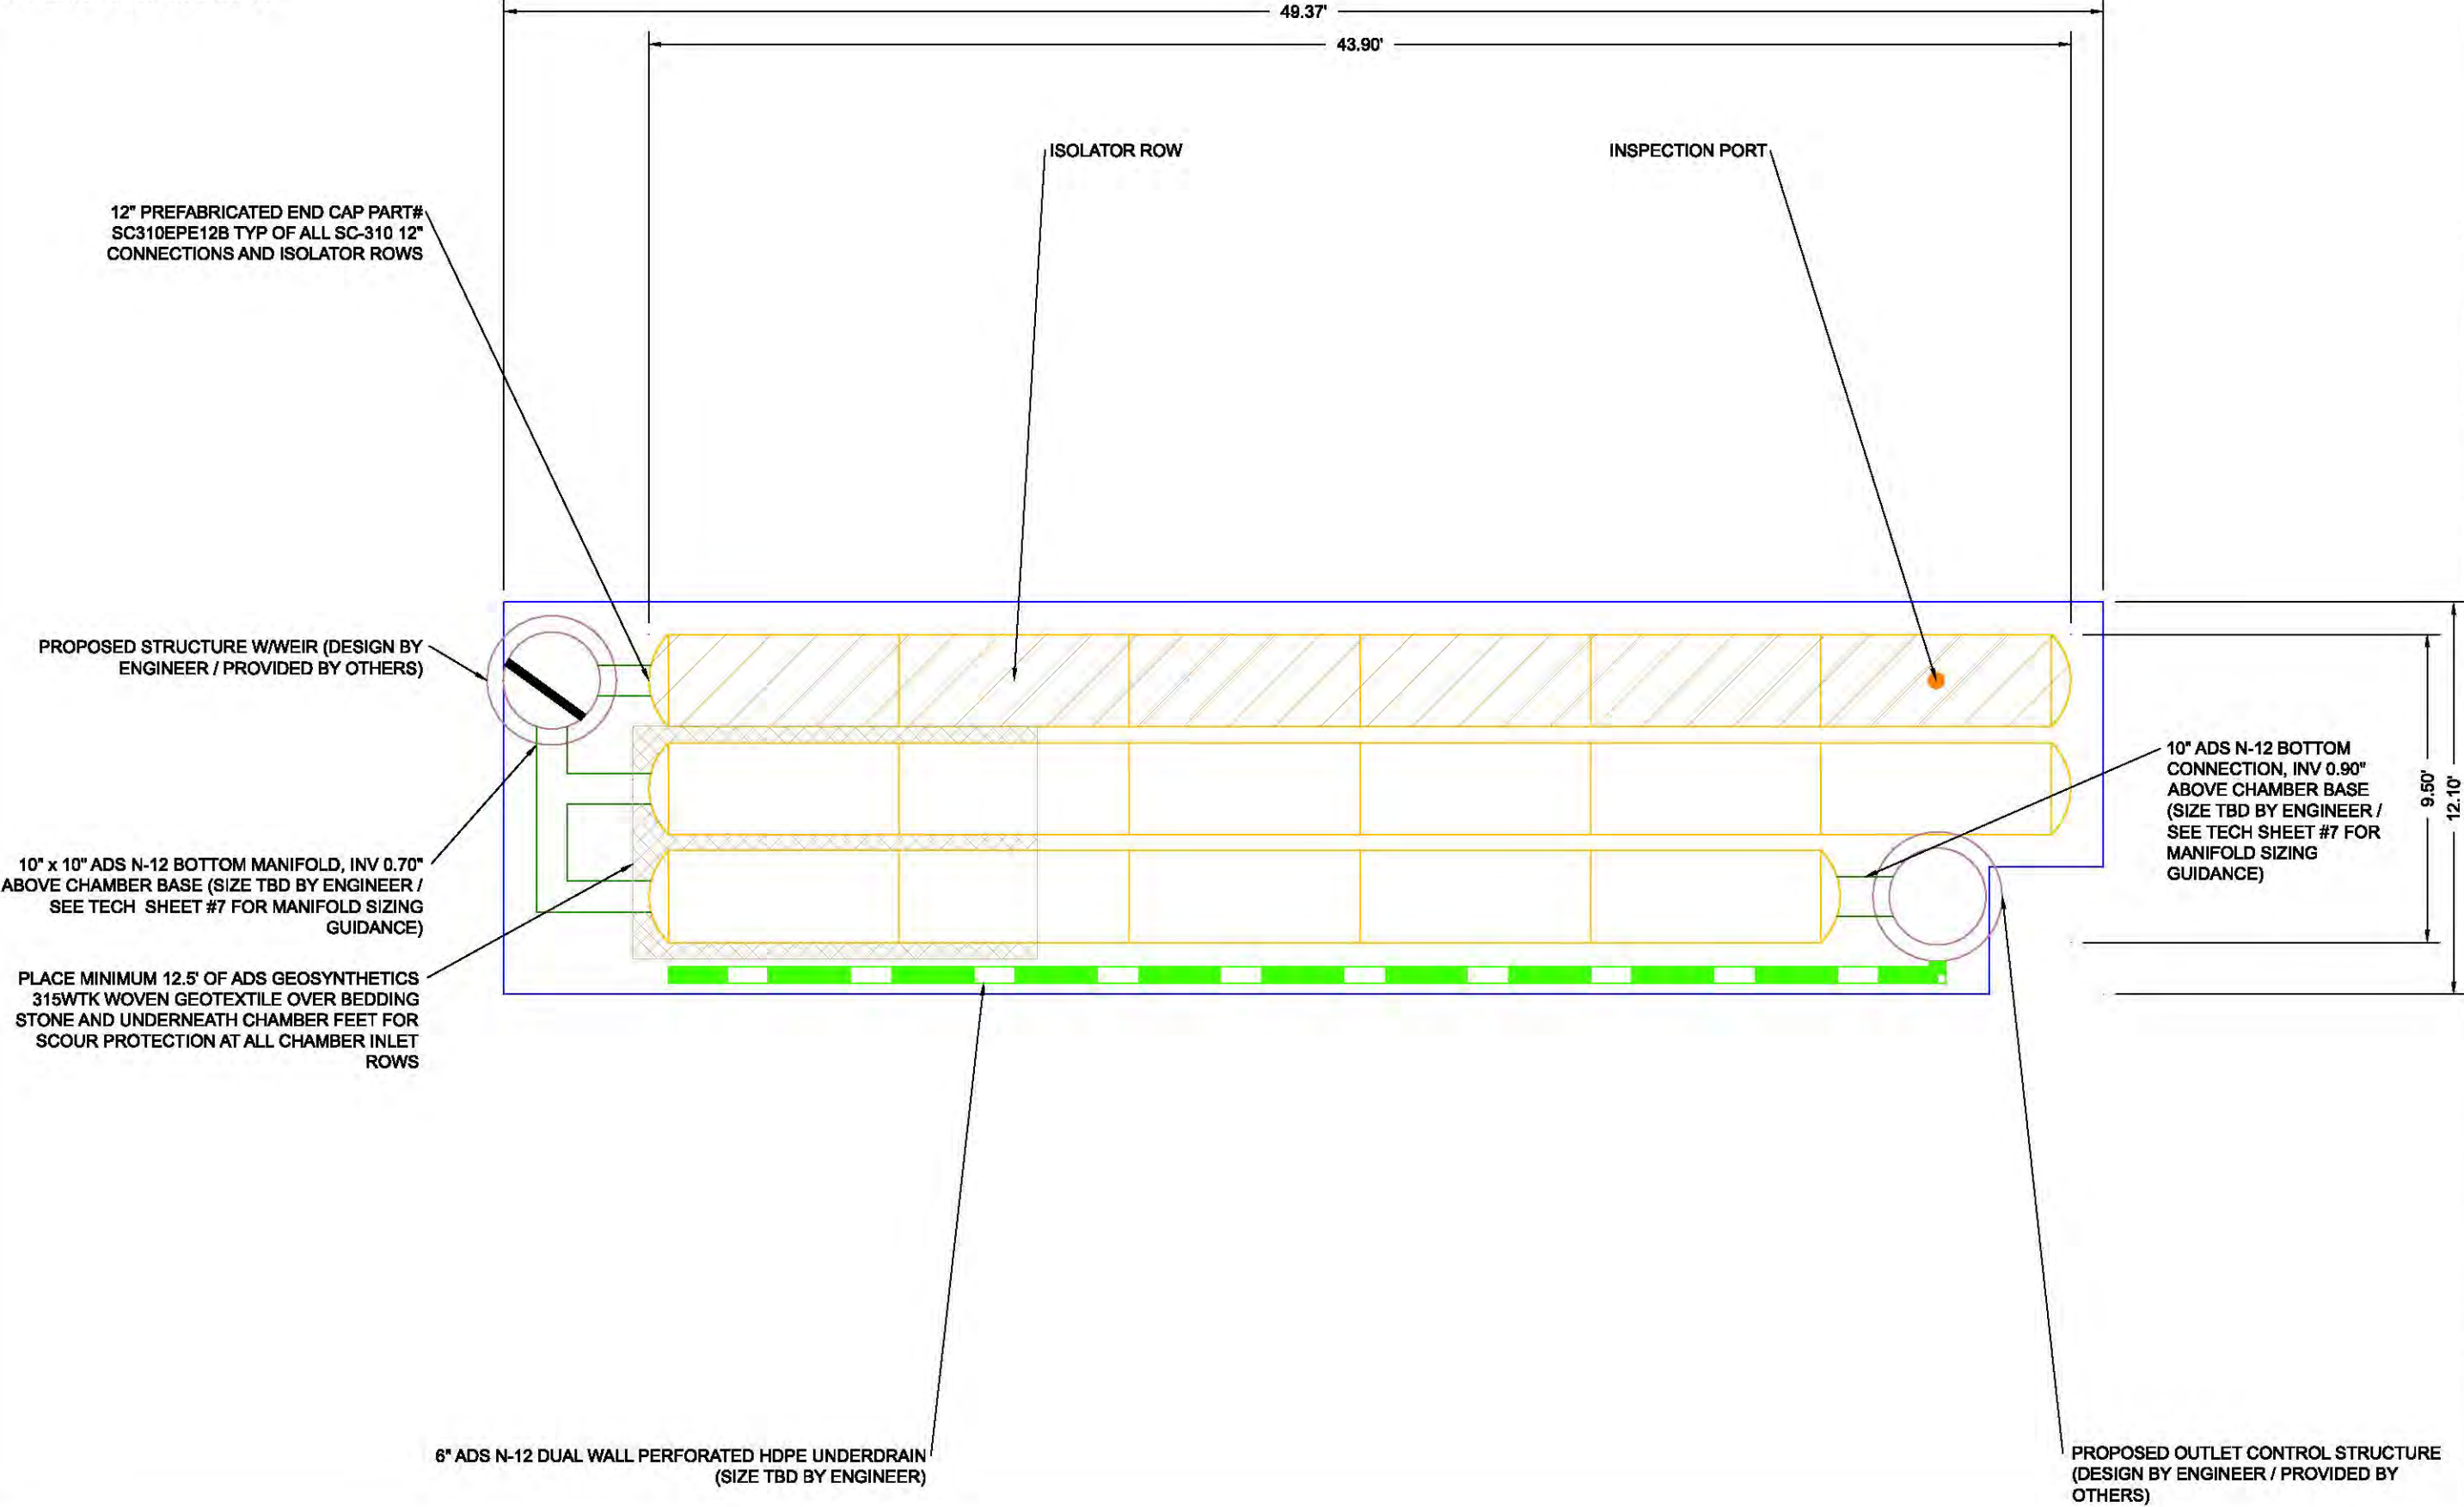 49.37'
43.90'
ISOLATOR ROW
INSPECTION PORT
12" PREFABRICATED END CAP PART#
SC310EPE12B TYP OF ALL SC-310 12"
CONNECTIONS AND ISOLATOR ROWS
PROPOSED STRUCTURE W/WEIR (DESIGN BY
ENGINEER / PROVIDED BY OTHERS)
10" ADS N-12 BOTTOM
CONNECTION, INV 0.90"
ABOVE CHAMBER BASE
(SIZE TBD BY ENGINEER /
SEE TECH SHEET #7 FOR
MANIFOLD SIZING
GUIDANCE)
9.50'
12.10'
10" x 10" ADS N-12 BOTTOM MANIFOLD, INV 0.70"
ABOVE CHAMBER BASE (SIZE TBD BY ENGINEER /
SEE TECH SHEET #7 FOR MANIFOLD SIZING
GUIDANCE)
PLACE MINIMUM 12.5' OF ADS GEOSYNTHETICS
315WTK WOVEN GEOTEXTILE OVER BEDDING
STONE AND UNDERNEATH CHAMBER FEET FOR
SCOUR PROTECTION AT ALL CHAMBER INLET
ROWS
6" ADS N-12 DUAL WALL PERFORATED HDPE UNDERDRAIN
(SIZE TBD BY ENGINEER)
PROPOSED OUTLET CONTROL STRUCTURE
(DESIGN BY ENGINEER / PROVIDED BY
OTHERS)